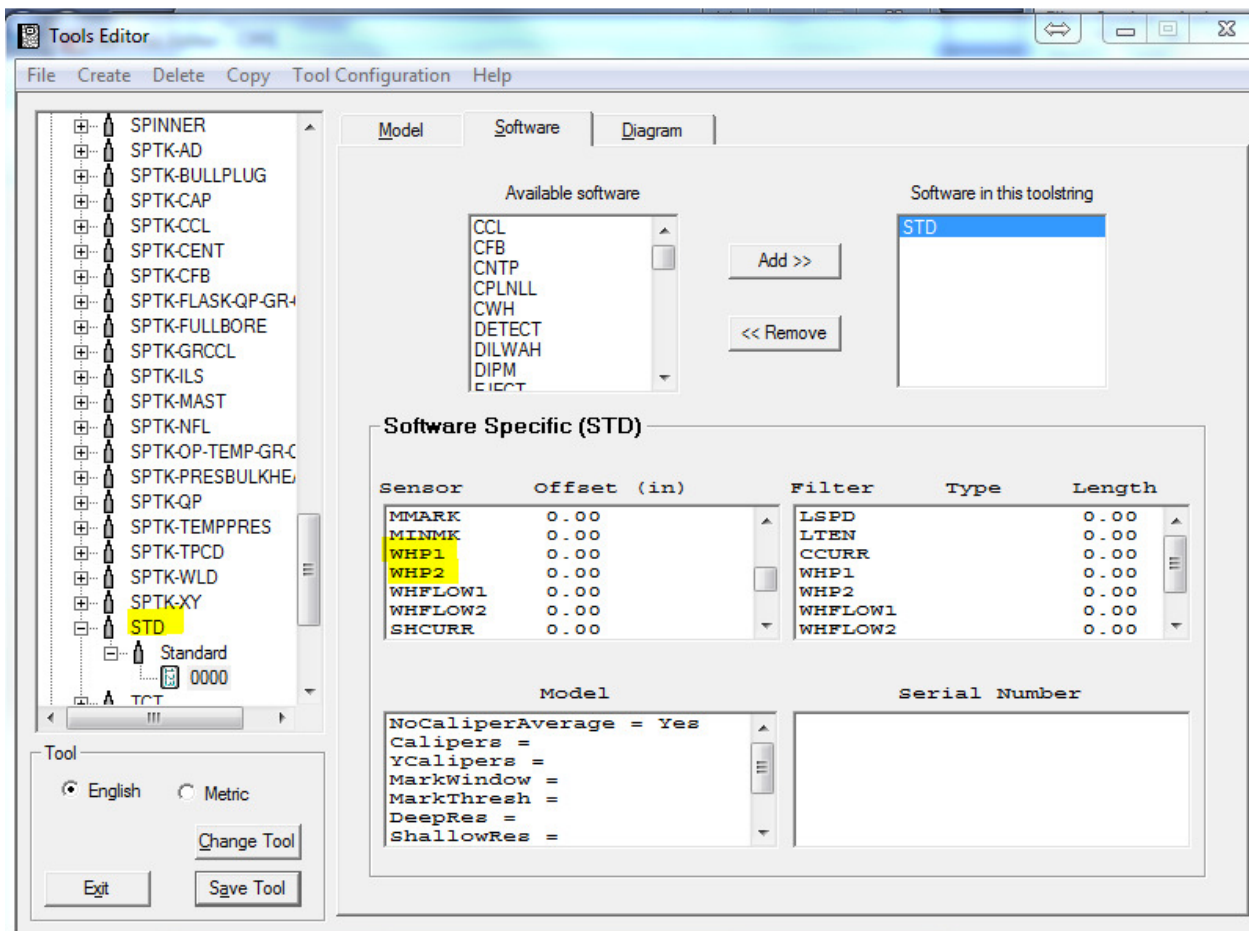 Tools Editor
File Create Delete Copy Tool Configuration Help
SPINNER
SPTK-AD
SPTK-BULLPLUG
SPTK-CAP
SPTK-CCL
SPTK-CENT
SPTK-CFB
SPTK-FLASK-QP-GR-
SPTK-FULLBORE
SPTK-GRCCL
SPTK-ILS
SPTK-MAST
SPTK-NFL
SPTK-OP-TEMP-GR-C
SPTK-PRESBULKHE
SPTK-QP
SPTK-TEMPPRES
SPTK-TPCD
SPTK-WLD
SPTK-XY
STD
Standard
0000
TCT
Tool
English Metric
Change Tool
Exit Save Tool
Model Software Diagram
Available software
CCL
CFB
CNTP
CPLNLL
CWH
DETECT
DILWAH
DIPM
EJECT
Add >>
<< Remove
Software in this toolstring
STD
Software Specific (STD)
Sensor Offset (in)
MMARK 0.00
MINMK 0.00
WHP1 0.00
WHP2 0.00
WHFLOW1 0.00
WHFLOW2 0.00
SHCURR 0.00
Filter Type Length
LSPD 0.00
LTEN 0.00
CCURR 0.00
WHP1 0.00
WHP2 0.00
WHFLOW1 0.00
WHFLOW2 0.00
Model
NoCaliperAverage = Yes
Calipers =
YCalipers =
MarkWindow =
MarkThresh =
DeepRes =
ShallowRes =
Serial Number